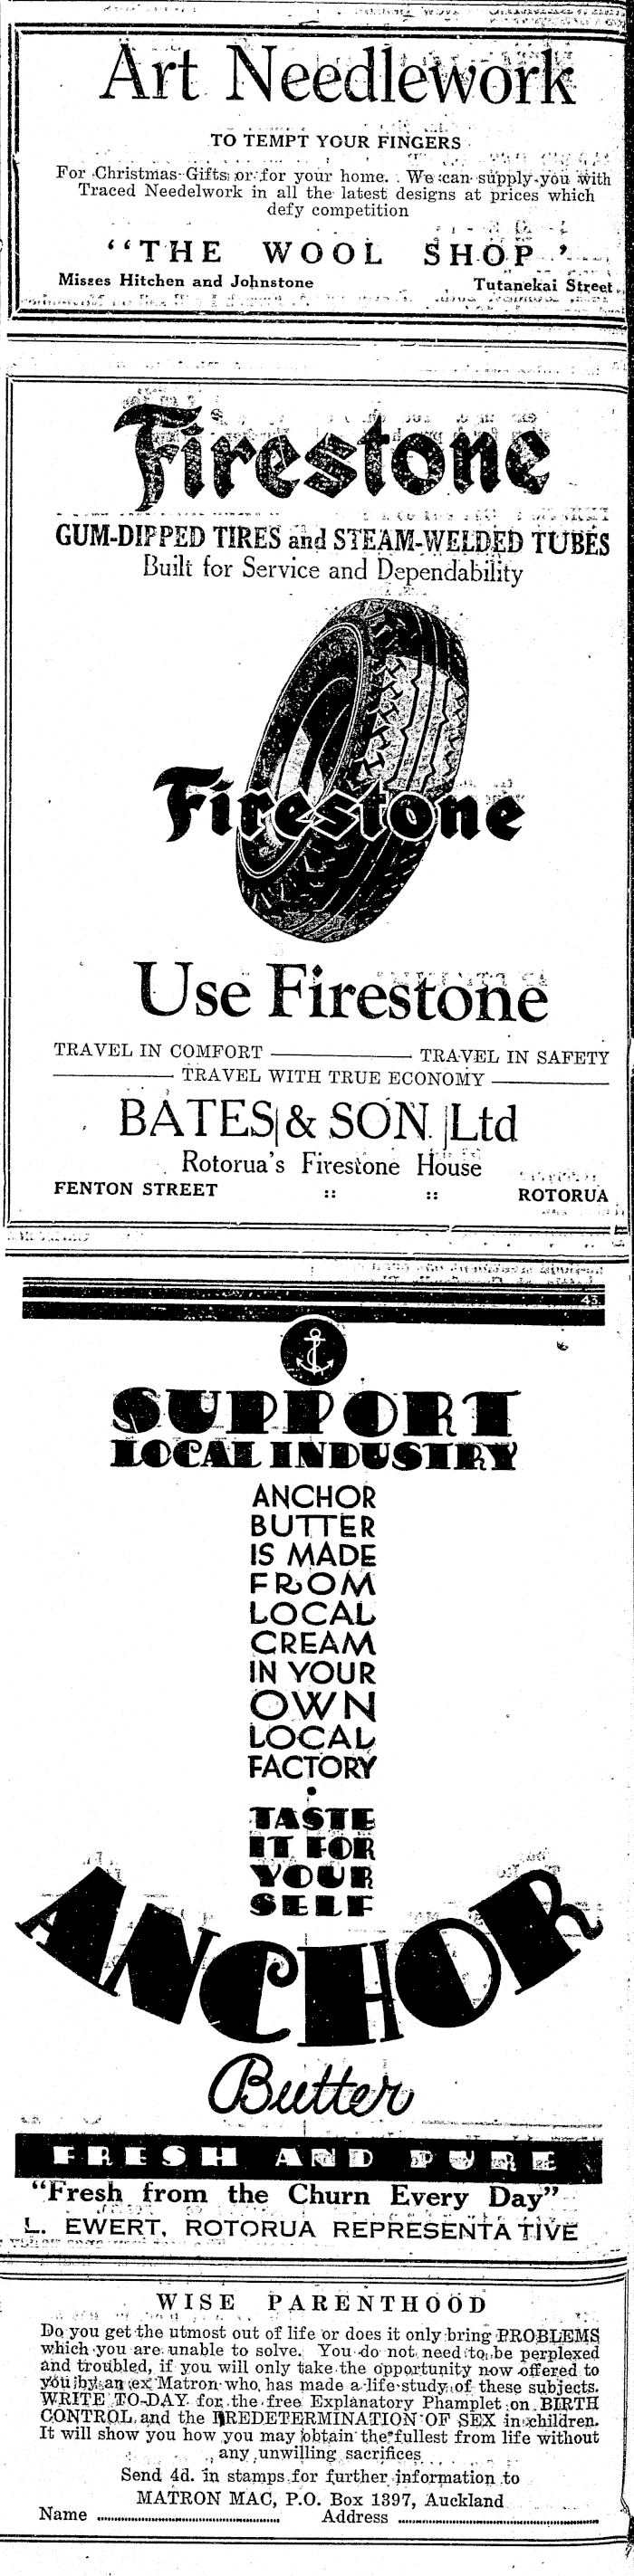 Art Needlework
TO TEMPT YOUR FINGERS
For Christmas Gifts or for your home. We can supply you with
Traced Needelwork in all the latest designs at prices which
defy competition
"THE WOOL SHOP '
Misses Hitchen and Johnstone Tutanekai Street
Firestone
GUM-DIPPED TIRES and STEAM-WELDED TUBES
Built for Service and Dependability
Firestone
Use Firestone
TRAVEL IN COMFORT ——— TRAVEL IN SAFETY
——— TRAVEL WITH TRUE ECONOMY ———
BATES & SON. Ltd
Rotorua's Firestone House
FENTON STREET :: :: ROTORUA
43.
SUPPORT
LOCAL INDUSTRY
ANCHOR
BUTTER
IS MADE
FROM
LOCAL
CREAM
IN YOUR
OWN
LOCAL
FACTORY
•
TASTE
IT FOR
YOUR
SELF
ANCHOR
Butter
FRESH AND PURE
"Fresh from the Churn Every Day"
L. EWERT, ROTORUA REPRESENTATIVE
WISE PARENTHOOD
Do you get the utmost out of life or does it only bring PROBLEMS
which you are unable to solve. You do not need to be perplexed
and troubled, if you will only take the opportunity now offered to
you by an ex Matron who has made a life study of these subjects.
WRITE TO-DAY for the free Explanatory Phamplet on BIRTH
CONTROL and the PREDETERMINATION OF SEX in children.
It will show you how you may obtain the fullest from life without
any unwilling sacrifices
Send 4d. in stamps for further information to
MATRON MAC, P.O. Box 1397, Auckland
Name .................... Address ....................